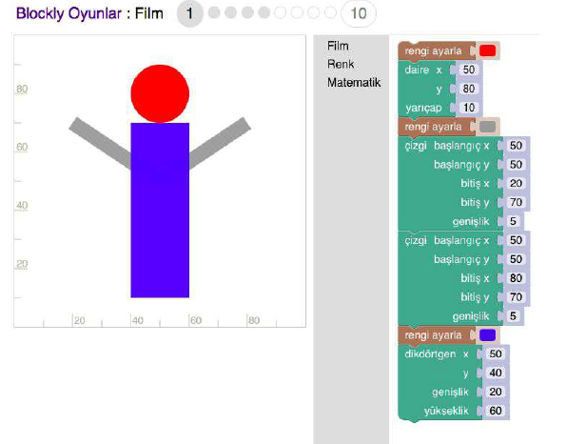 Blockly Oyunlar : Film 1 10
80
60
40
20
20 40 60 80
Film
Renk
Matematik
rengi ayarla
daire x 50
y 80
yarıçap 10
rengi ayarla
çizgi başlangıç x 50
başlangıç y 50
bitiş x 20
bitiş y 70
genişlik 5
çizgi başlangıç x 50
başlangıç y 50
bitiş x 80
bitiş y 70
genişlik 5
rengi ayarla
dikdörtgen x 50
y 40
genişlik 20
yükseklik 60